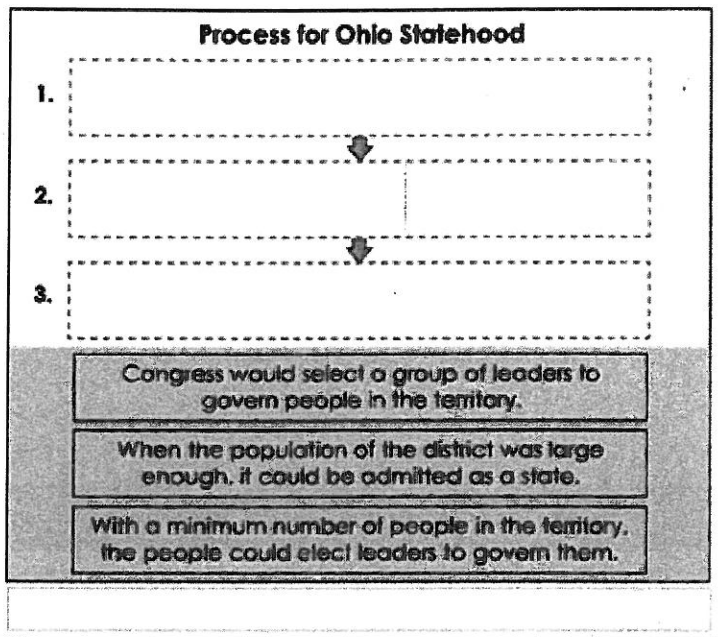 Process for Ohio Statehood
1.
2.
3.
Congress would select a group of leaders to
govern people in the territory.
When the population of the district was large
enough, it could be admitted as a state.
With a minimum number of people in the territory,
the people could elect leaders to govern them.